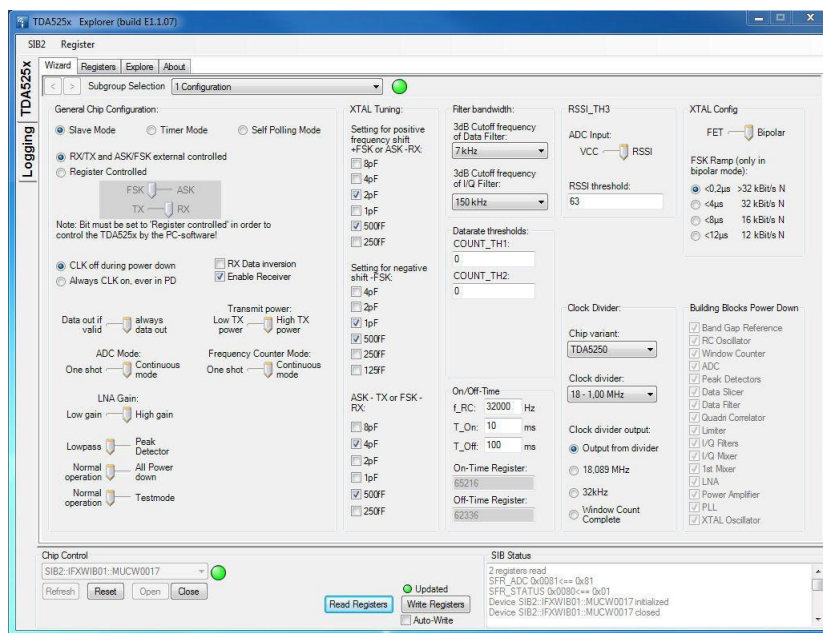 TDA525x Explorer (build E1.1.07)
SIB2 Register
TDA525x
Logging
Wizard Registers Explore About
< > Subgroup Selection 1 Configuration
General Chip Configuration:
Slave Mode Timer Mode Self Polling Mode
RX/TX and ASK/FSK external controlled
Register Controlled
FSK ASK
TX RX
Note: Bit must be set to 'Register controlled' in order to
control the TDA525x by the PC-software!
CLK off during power down
Always CLK on, ever in PD
RX Data inversion
Enable Receiver
Data out if
valid
always
data out
Transmit power:
Low TX
power
High TX
power
ADC Mode:
One shot
Continuous
mode
Frequency Counter Mode:
One shot
Continuous
mode
LNA Gain:
Low gain High gain
Lowpass
Peak
Detector
Normal
operation
All Power
down
Normal
operation
Testmode
XTAL Tuning:
Setting for positive
frequency shift
+FSK or ASK -RX:
8pF
4pF
2pF
1pF
500fF
250fF
Setting for negative
shift -FSK:
4pF
2pF
1pF
500fF
250fF
125fF
ASK - TX or FSK -
RX:
8pF
4pF
2pF
1pF
500fF
250fF
Filter bandwidth:
3dB Cutoff frequency
of Data Filter:
7 kHz
3dB Cutoff frequency
of I/Q Filter:
150 kHz
Datarate thresholds:
COUNT_TH1:
0
COUNT_TH2:
0
On/Off-Time
f_RC: 32000 Hz
T_On: 10 ms
T_Off: 100 ms
On-Time Register:
65216
Off-Time Register:
62336
RSSI_TH3
ADC Input:
VCC RSSI
RSSI threshold:
63
Clock Divider:
Chip variant:
TDA5250
Clock divider:
18 - 1,00 MHz
Clock divider output:
Output from divider
18,089 MHz
32kHz
Window Count
Complete
XTAL Config
FET Bipolar
FSK Ramp (only in
bipolar mode):
<0,2µs >32 kBit/s N
<4µs 32 kBit/s N
<8µs 16 kBit/s N
<12µs 12 kBit/s N
Building Blocks Power Down
Band Gap Reference
RC Oscillator
Window Counter
ADC
Peak Detectors
Data Slicer
Data Filter
Quadri Correlator
Limiter
I/Q Filters
I/Q Mixer
1st Mixer
LNA
Power Amplifier
PLL
XTAL Oscillator
Chip Control
SIB2::IFXWIB01::MUCW0017
Refresh Reset Open Close
Updated
Read Registers Write Registers
Auto-Write
SIB Status
2 registers read
SFR_ADC 0x0081<== 0x81
SFR_STATUS 0x0080<== 0x01
Device SIB2::IFXWIB01::MUCW0017 initialized
Device SIB2::IFXWIB01::MUCW0017 closed